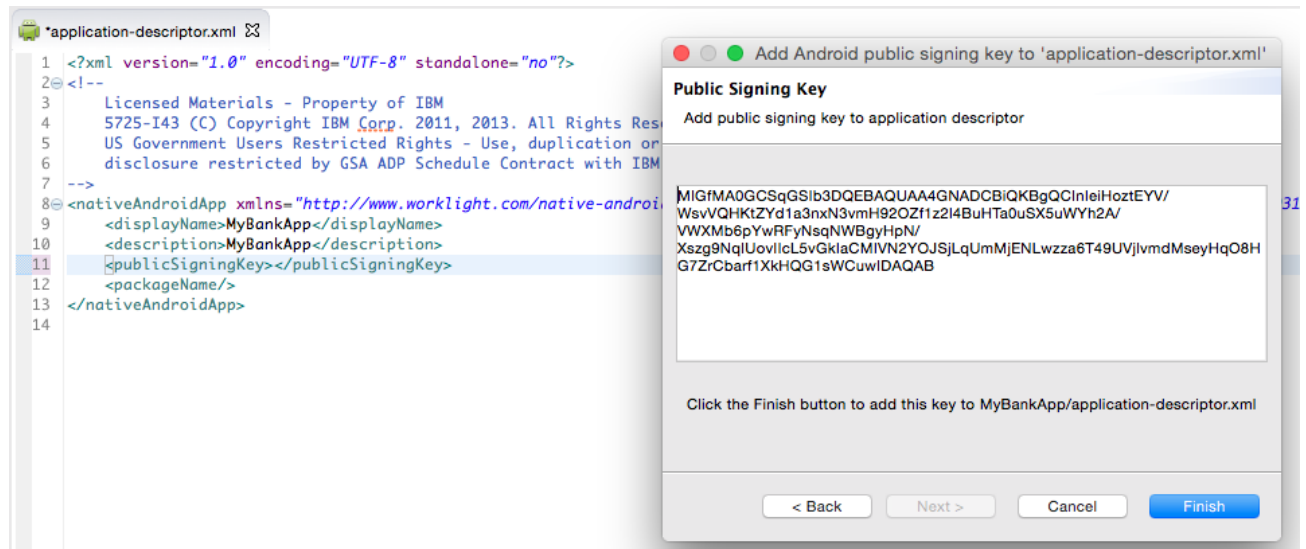 *application-descriptor.xml
1 <?xml version="1.0" encoding="UTF-8" standalone="no"?>
2 <!--
3 Licensed Materials - Property of IBM
4 5725-I43 (C) Copyright IBM Corp. 2011, 2013. All Rights Res
5 US Government Users Restricted Rights - Use, duplication or
6 disclosure restricted by GSA ADP Schedule Contract with IBM
7 -->
8 <nativeAndroidApp xmlns="http://www.worklight.com/native-androi
31
9 <displayName>MyBankApp</displayName>
10 <description>MyBankApp</description>
11 <publicSigningKey></publicSigningKey>
12 <packageName/>
13 </nativeAndroidApp>
14
Add Android public signing key to 'application-descriptor.xml'
Public Signing Key
Add public signing key to application descriptor
MIGfMA0GCSqGSIb3DQEBAQUAA4GNADCBiQKBgQCInleiHoztEYV/
WsvVQHKtZYd1a3nxN3vmH92OZf1z2I4BuHTa0uSX5uWYh2A/
VWXMb6pYwRFyNsqNWBgyHpN/
Xszg9NqIUovIIcL5vGkIaCMIVN2YOJSjLqUmMjENLwzza6T49UVjlvmdMseyHqO8H
G7ZrCbarf1XkHQG1sWCuwIDAQAB
Click the Finish button to add this key to MyBankApp/application-descriptor.xml
< Back
Next >
Cancel
Finish